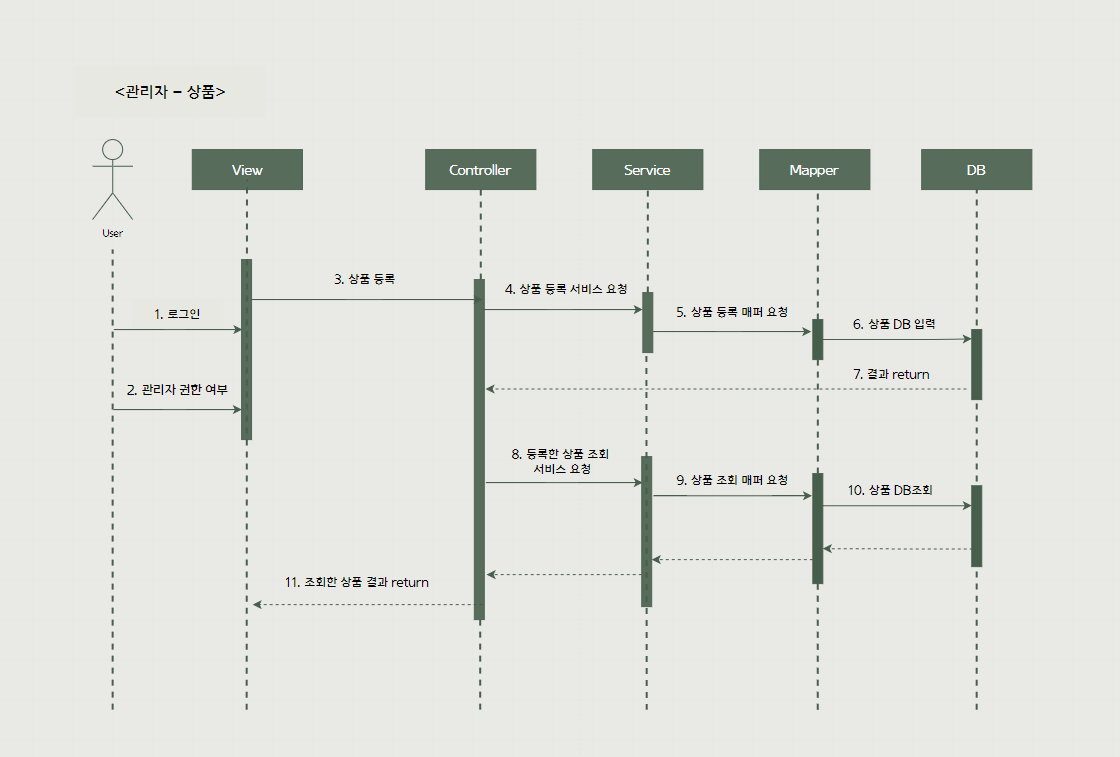 <관리자 – 상품>
View
Controller
Service
Mapper
DB
User
3. 상품 등록
4. 상품 등록 서비스 요청
1. 로그인
5. 상품 등록 매퍼 요청
6. 상품 DB 입력
2. 관리자 권한 여부
7. 결과 return
8. 등록한 상품 조회
서비스 요청
9. 상품 조회 매퍼 요청
10. 상품 DB조회
11. 조회한 상품 결과 return